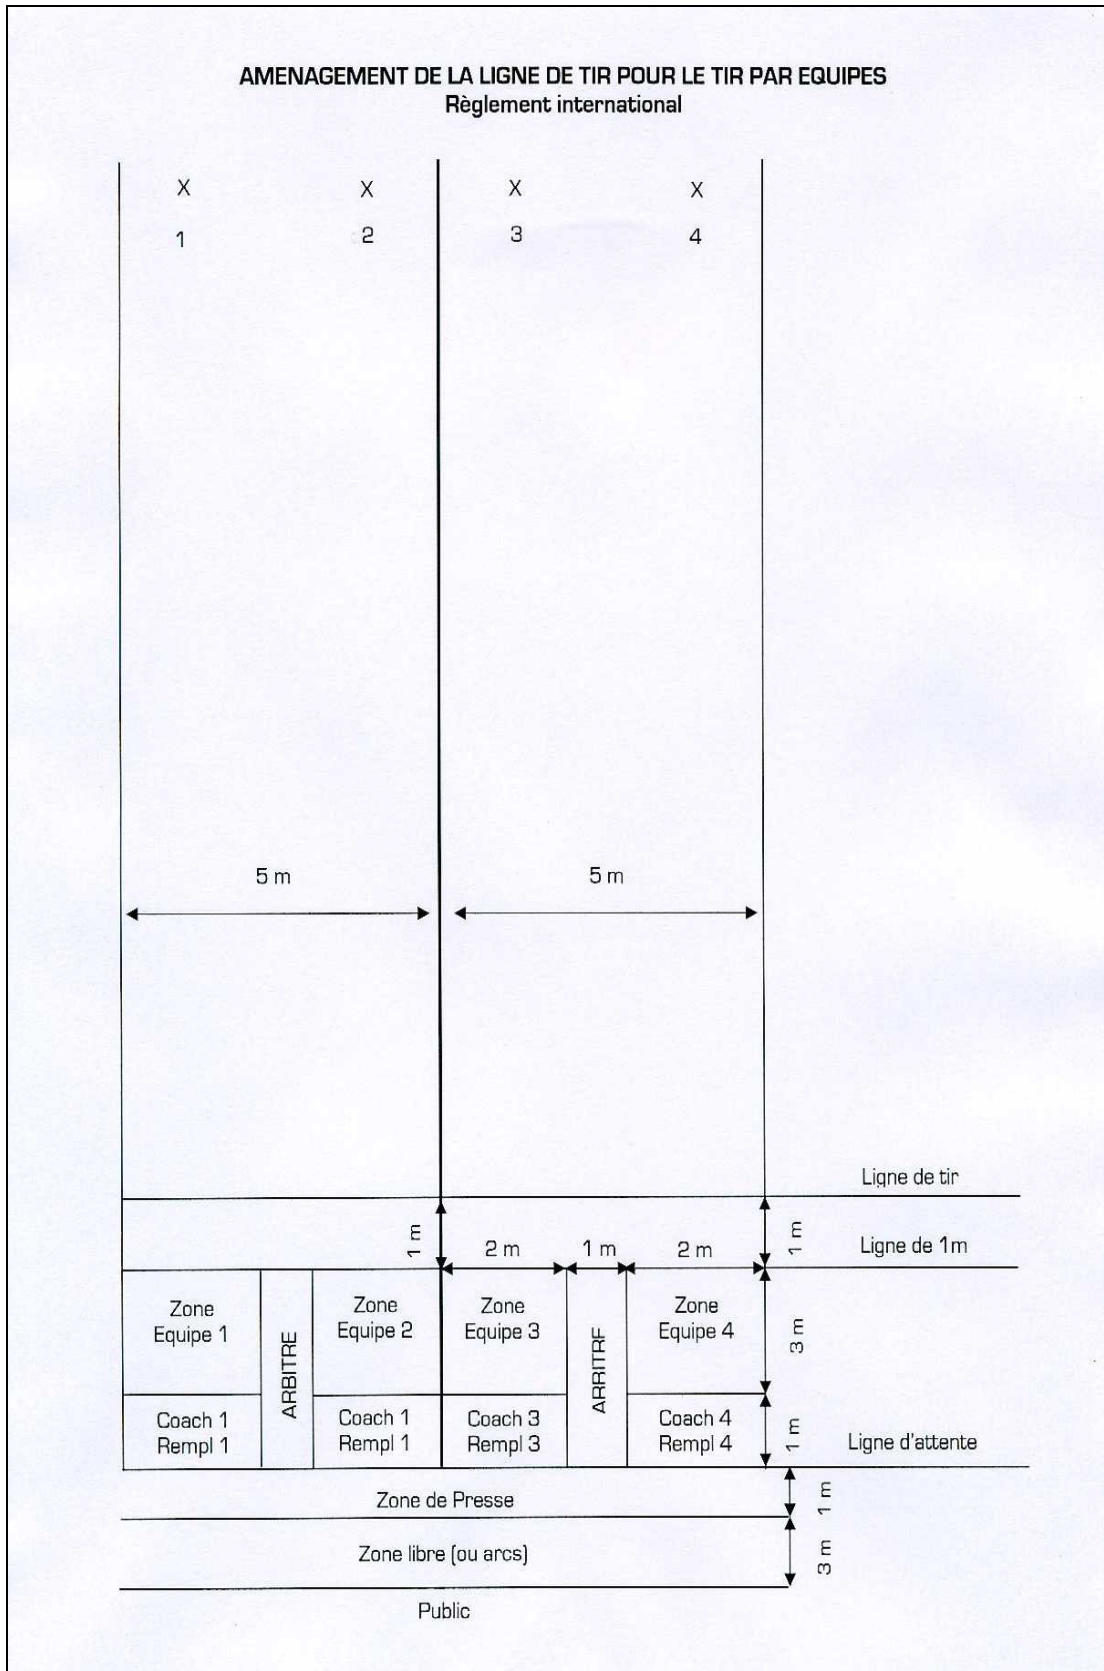 AMENAGEMENT DE LA LIGNE DE TIR POUR LE TIR PAR EQUIPES
Règlement international
X X X X
1 2 3 4
5 m 5 m
Ligne de tir
1 m 2 m 1 m 2 m 1 m Ligne de 1m
Zone Zone Zone Zone
Equipe 1 Equipe 2 Equipe 3 Equipe 4
ARBITRE ARRITRF 3 m
Coach 1 Coach 1 Coach 3 Coach 4
Rempl 1 Rempl 1 Rempl 3 Rempl 4
1 m Ligne d'attente
Zone de Presse 1 m
Zone libre (ou arcs) 3 m
Public